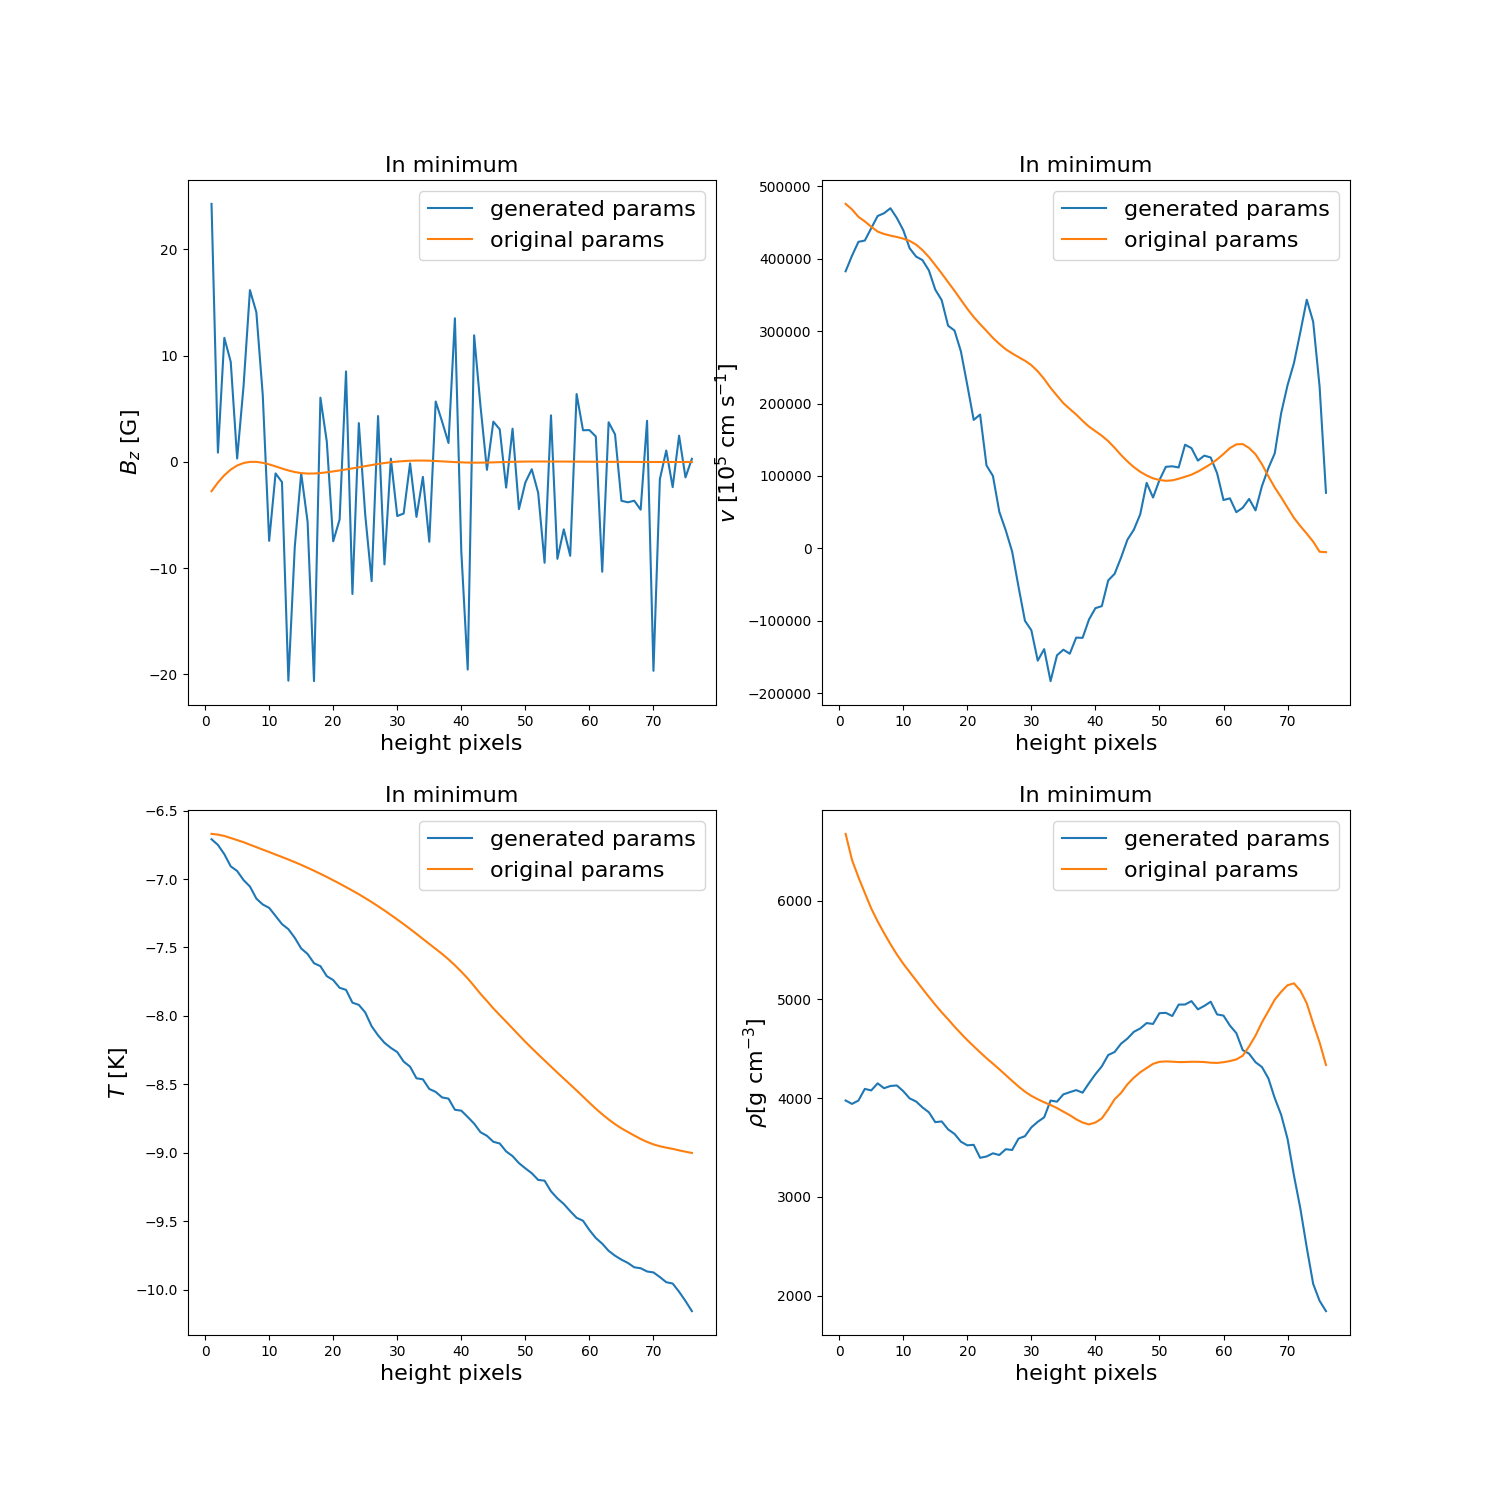 In minimum
In minimum
generated params
original params
generated params
original params
20
10
0
−10
−20
B_z [G]
500000
400000
300000
200000
100000
0
−100000
−200000
v [10^5 cm s^−1]
0 10 20 30 40 50 60 70
height pixels
0 10 20 30 40 50 60 70
height pixels
In minimum
In minimum
generated params
original params
generated params
original params
−6.5
−7.0
−7.5
−8.0
−8.5
−9.0
−9.5
−10.0
T [K]
6000
5000
4000
3000
2000
ρ[g cm^−3]
0 10 20 30 40 50 60 70
height pixels
0 10 20 30 40 50 60 70
height pixels